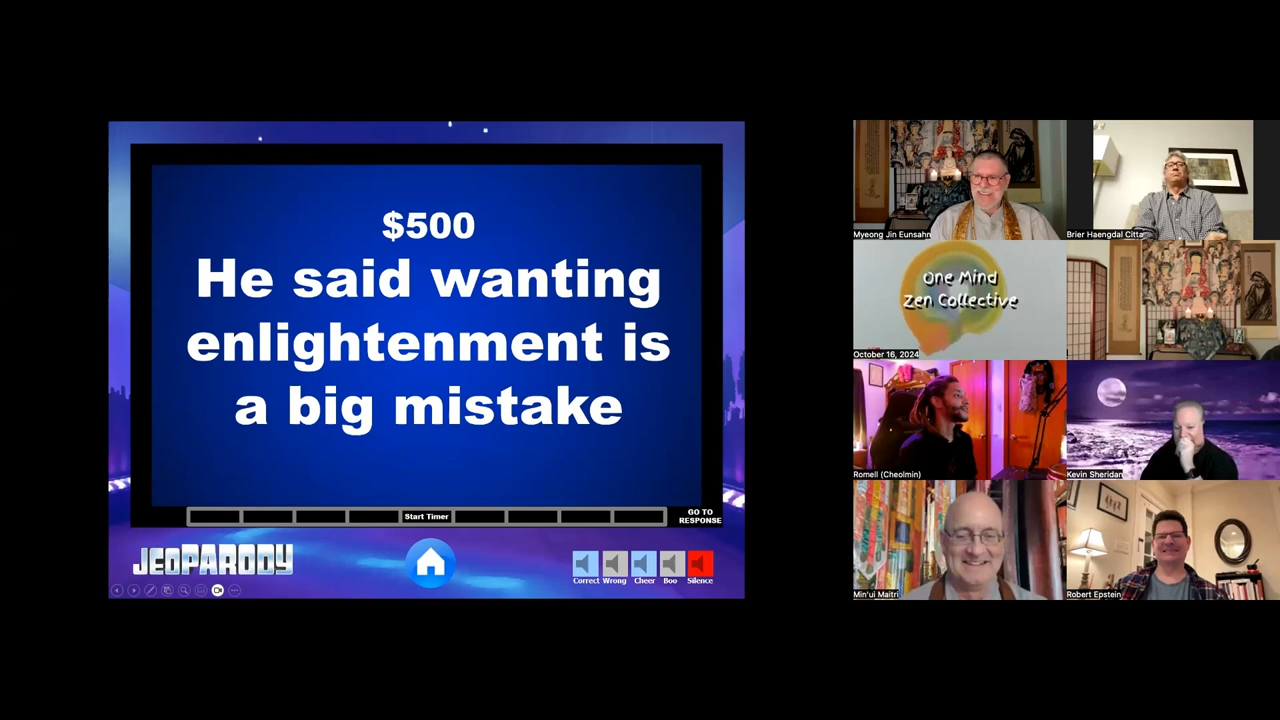 $500
He said wanting
enlightenment is
a big mistake
Start Timer
GO TO
RESPONSE
JEOPARODY
Correct Wrong Cheer Boo Silence
Myeong Jin Eunsahn
Brier Haengdal Citta
One Mind
Zen Collective
October 16, 2024
Romell (Cheolmin)
Kevin Sheridan
Min'ui Maitri
Robert Epstein